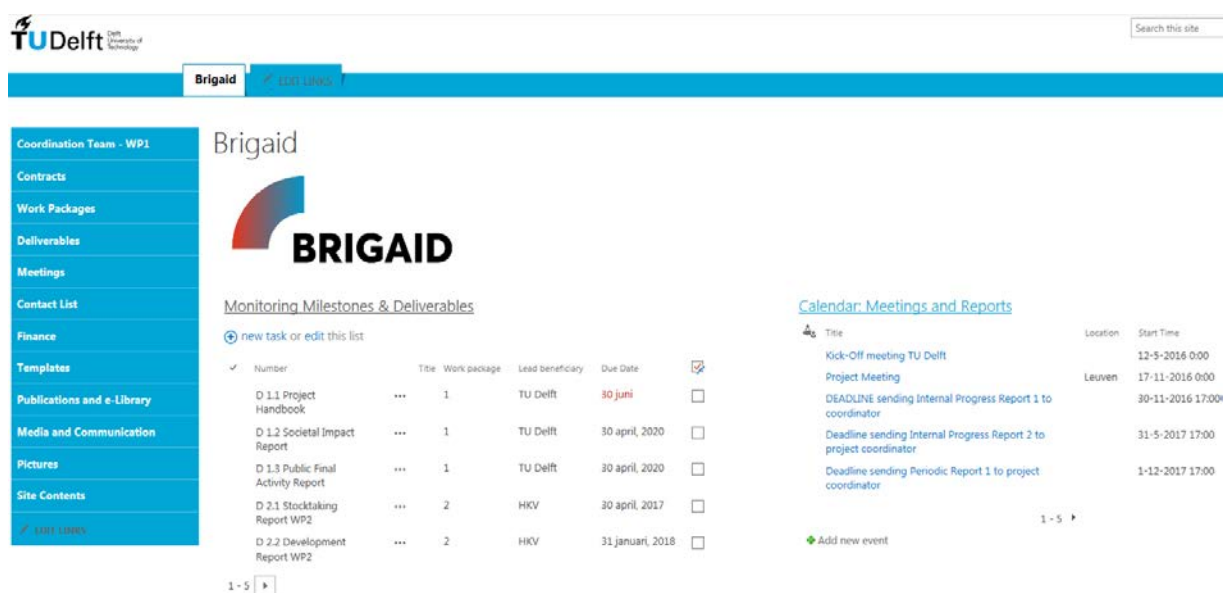 TUDelft Delft University of Technology
Search this site
Brigaid
EDIT LINKS
Coordination Team - WP1
Contracts
Work Packages
Deliverables
Meetings
Contact List
Finance
Templates
Publications and e-Library
Media and Communication
Pictures
Site Contents
EDIT LINKS
Brigaid
BRIGAID
Monitoring Milestones & Deliverables
new task or edit this list
Number Title Work package Lead beneficiary Due Date
D 1.1 Project ... 1 TU Delft 30 juni
Handbook
D 1.2 Societal Impact ... 1 TU Delft 30 april, 2020
Report
D 1.3 Public Final ... 1 TU Delft 30 april, 2020
Activity Report
D 2.1 Stocktaking ... 2 HKV 30 april, 2017
Report WP2
D 2.2 Development ... 2 HKV 31 januari, 2018
Report WP2
1 - 5
Calendar: Meetings and Reports
Title Location Start Time
Kick-Off meeting TU Delft 12-5-2016 0:00
Project Meeting Leuven 17-11-2016 0:00
DEADLINE sending Internal Progress Report 1 to 30-11-2016 17:00
coordinator
Deadline sending Internal Progress Report 2 to 31-5-2017 17:00
project coordinator
Deadline sending Periodic Report 1 to project 1-12-2017 17:00
coordinator
1 - 5
Add new event